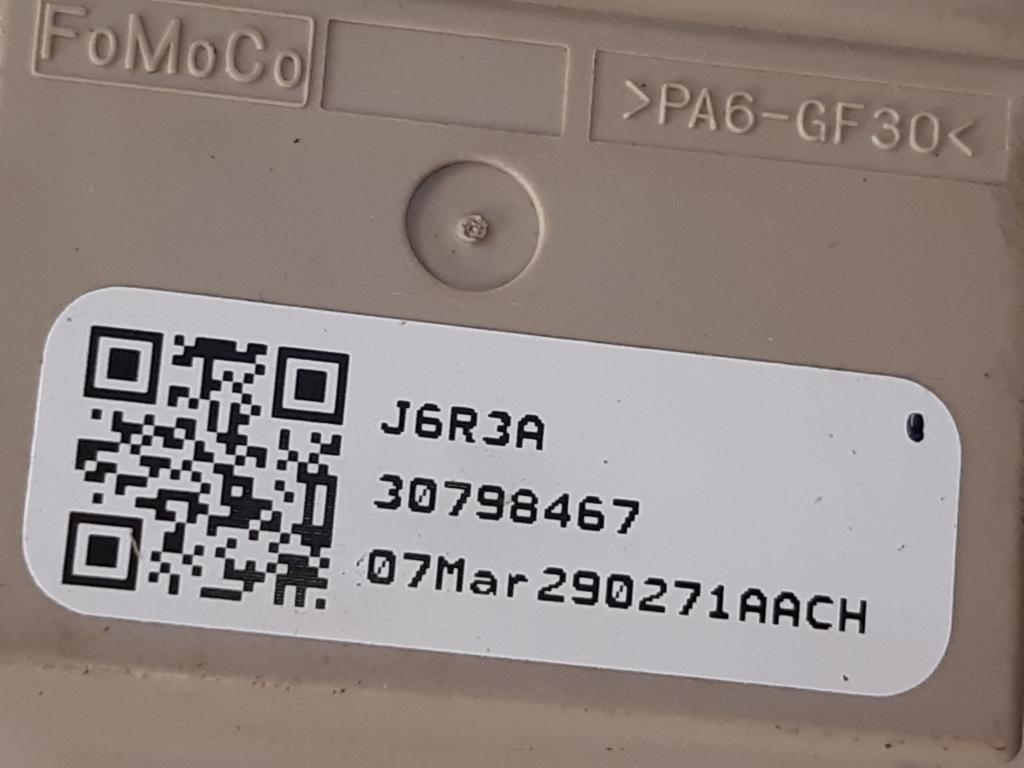 FoMoCo
>PA6-GF30<
J6R3A
30798467
07Mar290271AACH